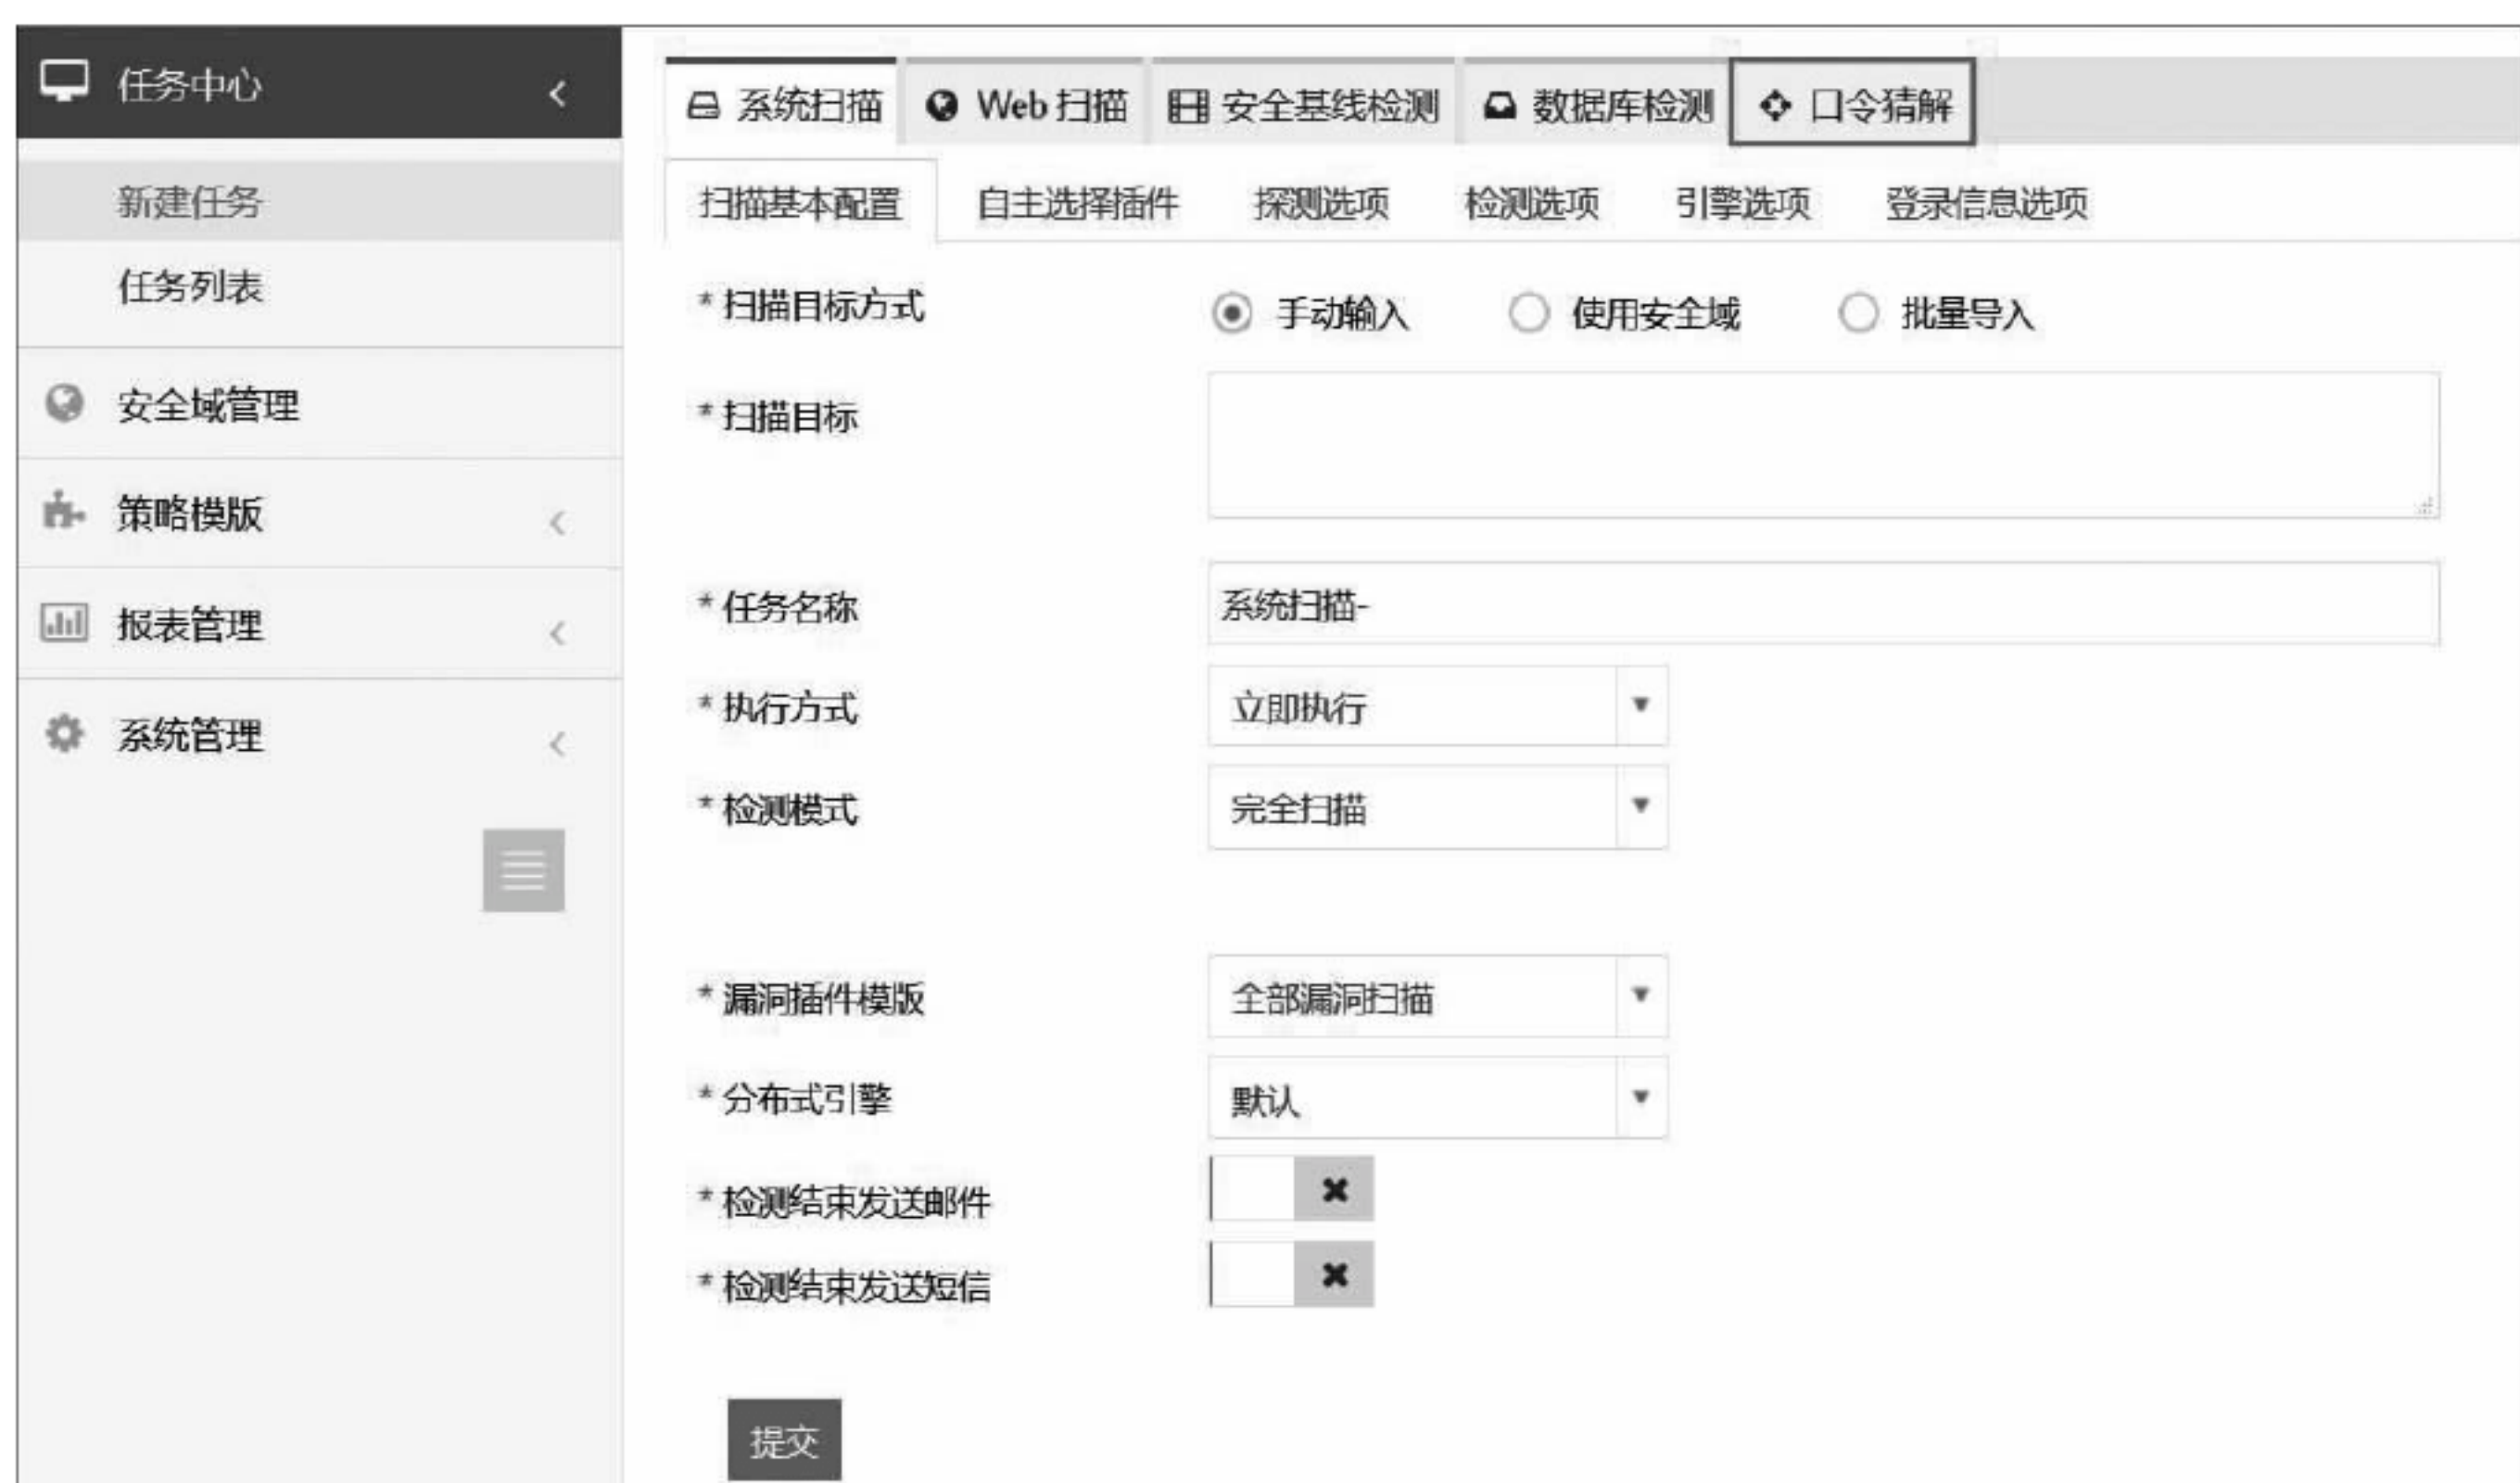 任务中心
新建任务
任务列表
安全域管理
策略模版
报表管理
系统管理
系统扫描 Web 扫描 安全基线检测 数据库检测 口令猜解
扫描基本配置 自主选择插件 探测选项 检测选项 引擎选项 登录信息选项
* 扫描目标方式 手动输入 使用安全域 批量导入
* 扫描目标
* 任务名称 系统扫描-
* 执行方式 立即执行
* 检测模式 完全扫描
* 漏洞插件模版 全部漏洞扫描
* 分布式引擎 默认
* 检测结束发送邮件
* 检测结束发送短信
提交